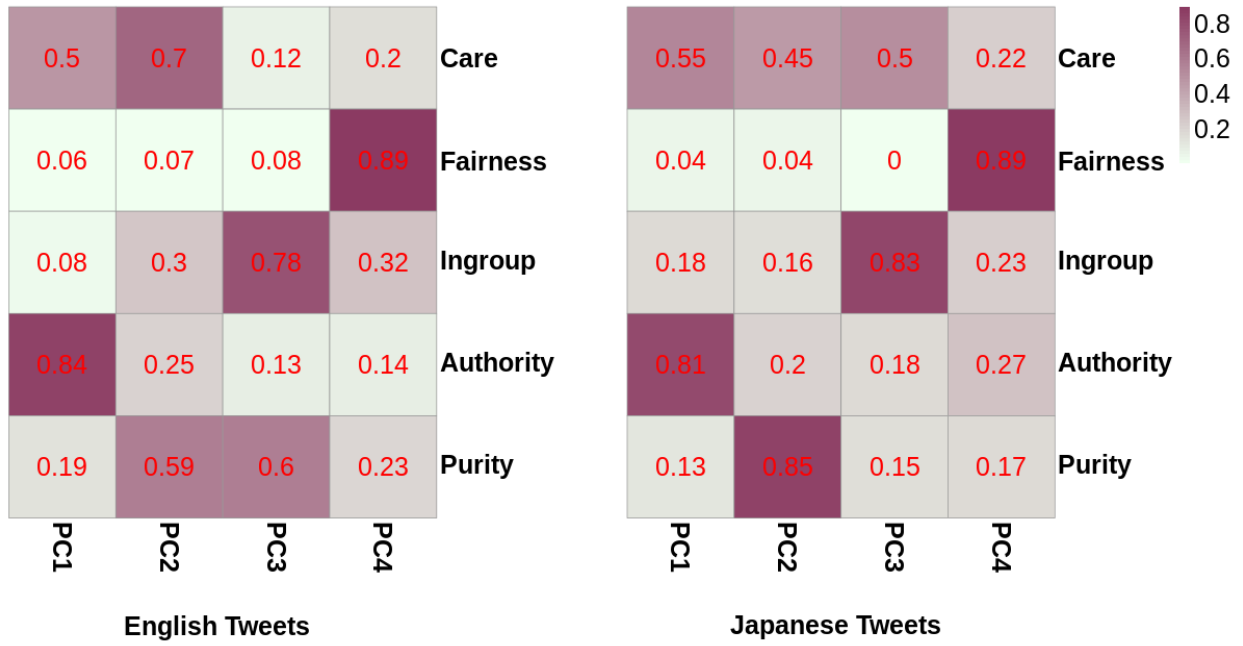 0.5 0.7 0.12 0.2 Care
0.06 0.07 0.08 0.89 Fairness
0.08 0.3 0.78 0.32 Ingroup
0.84 0.25 0.13 0.14 Authority
0.19 0.59 0.6 0.23 Purity
PC1 PC2 PC3 PC4
English Tweets
0.55 0.45 0.5 0.22 Care
0.04 0.04 0 0.89 Fairness
0.18 0.16 0.83 0.23 Ingroup
0.81 0.2 0.18 0.27 Authority
0.13 0.85 0.15 0.17 Purity
PC1 PC2 PC3 PC4
Japanese Tweets
0.8
0.6
0.4
0.2